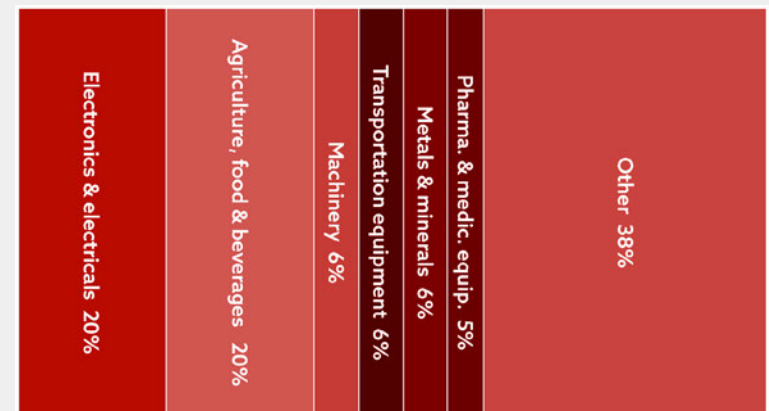 Electronics & electricals 20%
Agriculture, food & beverages 20%
Machinery 6%
Transportation equipment 6%
Metals & minerals 6%
Pharma. & medic. equip. 5%
Other 38%